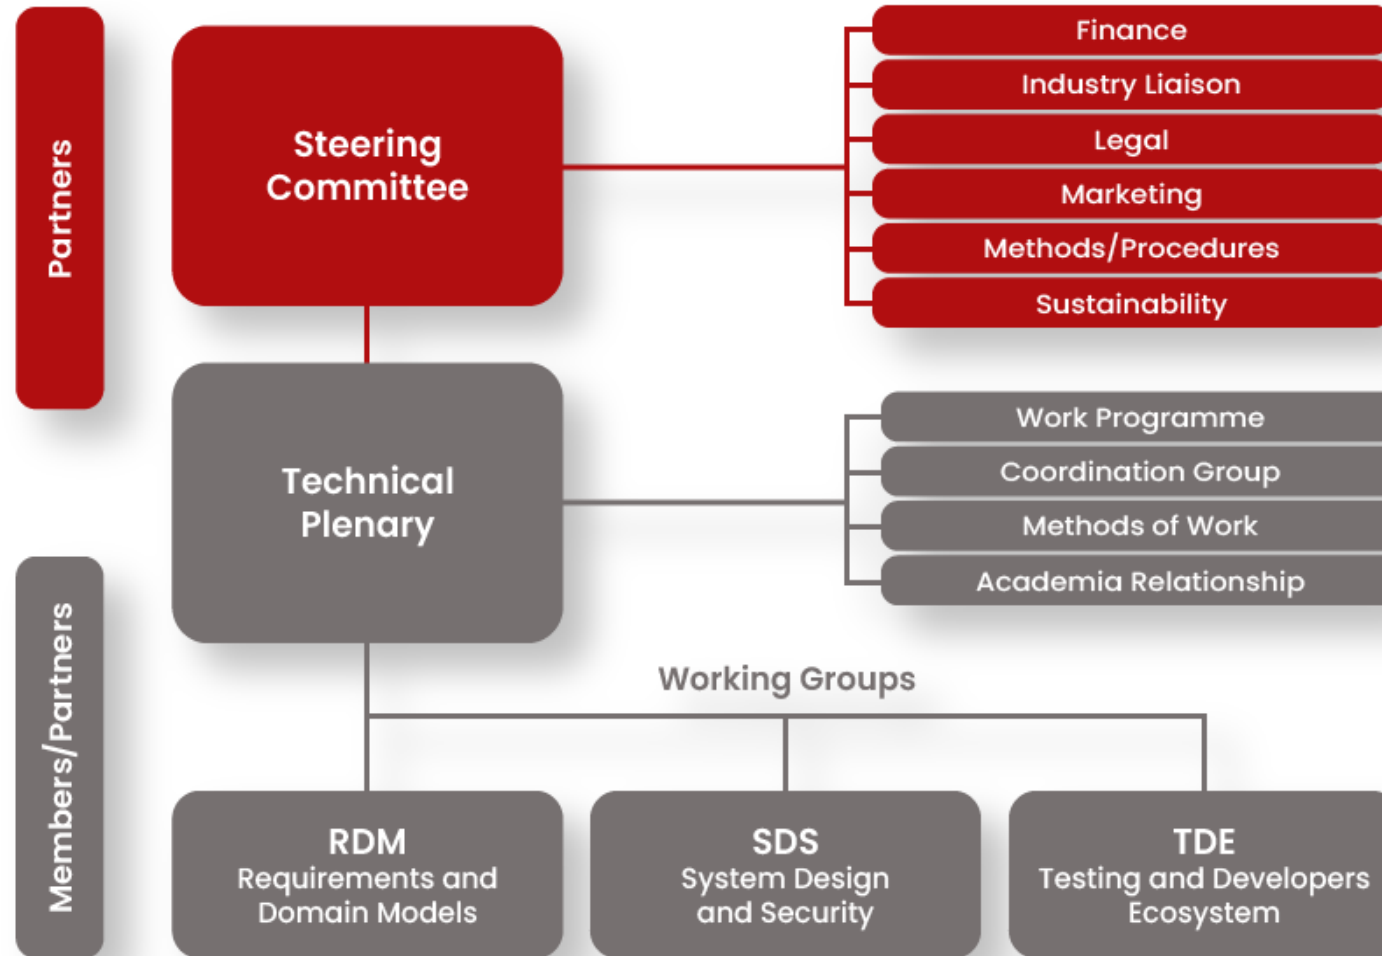 Partners
Steering
Committee
Finance
Industry Liaison
Legal
Marketing
Methods/Procedures
Sustainability
Technical
Plenary
Work Programme
Coordination Group
Methods of Work
Academia Relationship
Members/Partners
Working Groups
RDM
Requirements and
Domain Models
SDS
System Design
and Security
TDE
Testing and Developers
Ecosystem